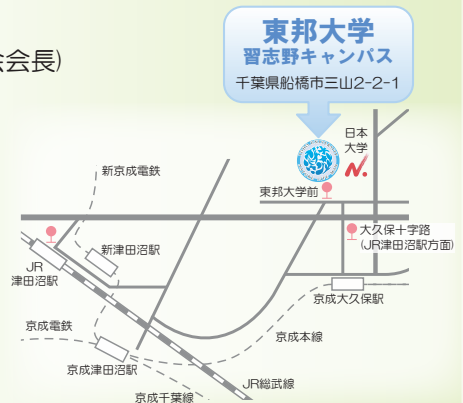 会会長)
東邦大学
習志野キャンパス
千葉県船橋市三山2-2-1
日本
大学
N.
新京成電鉄
東邦大学前
大久保十字路
(JR津田沼駅方面)
新津田沼駅
JR
津田沼駅
京成大久保駅
京成電鉄
京成本線
京成津田沼駅
JR総武線
京成千葉線